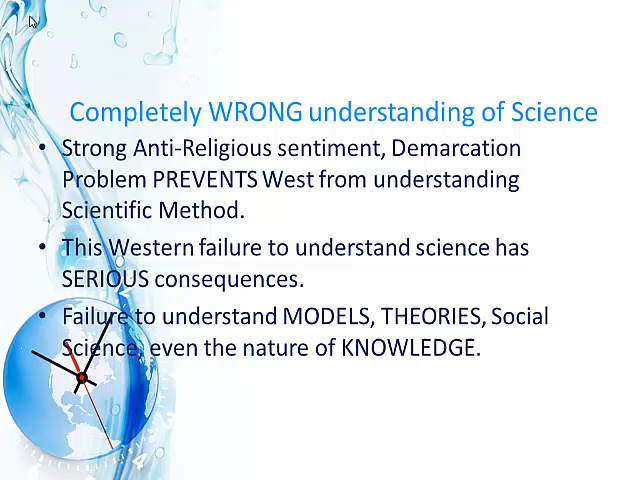 Completely WRONG understanding of Science
• Strong Anti-Religious sentiment, Demarcation
Problem PREVENTS West from understanding
Scientific Method.
• This Western failure to understand science has
SERIOUS consequences.
• Failure to understand MODELS, THEORIES, Social
Science, even the nature of KNOWLEDGE.
4